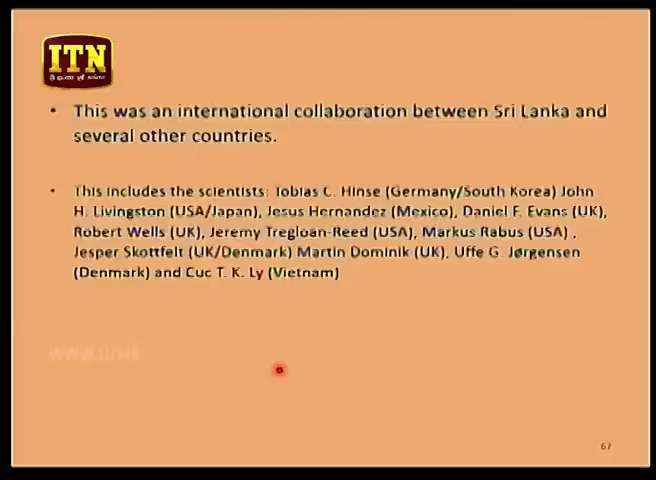 ITN
• This was an international collaboration between Sri Lanka and
several other countries.
• This includes the scientists: Tobias C. Hinse (Germany/South Korea) John
H. Livingston (USA/Japan), Jesus Hernandez (Mexico), Daniel F. Evans (UK),
Robert Wells (UK), Jeremy Tregloan-Reed (USA), Markus Rabus (USA) ,
Jesper Skottfelt (UK/Denmark) Martin Dominik (UK), Uffe G. Jørgensen
(Denmark) and Cuc T. K. Ly (Vietnam)
67